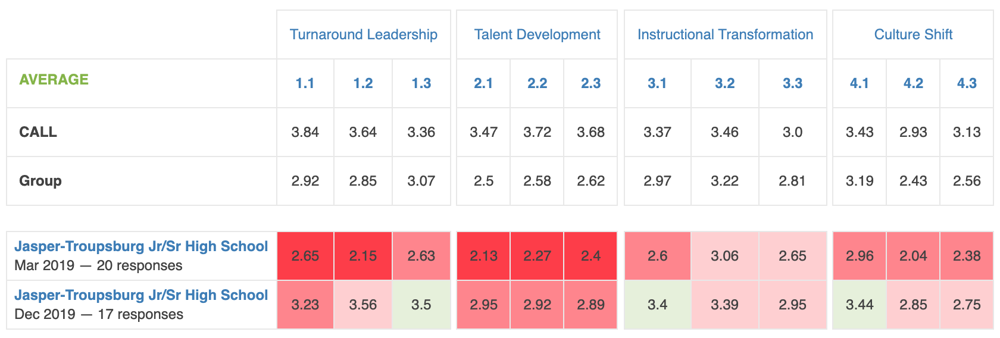 Turnaround Leadership Talent Development Instructional Transformation Culture Shift
AVERAGE 1.1 1.2 1.3 2.1 2.2 2.3 3.1 3.2 3.3 4.1 4.2 4.3
CALL 3.84 3.64 3.36 3.47 3.72 3.68 3.37 3.46 3.0 3.43 2.93 3.13
Group 2.92 2.85 3.07 2.5 2.58 2.62 2.97 3.22 2.81 3.19 2.43 2.56
Jasper-Troupsburg Jr/Sr High School
Mar 2019 — 20 responses
2.65 2.15 2.63 2.13 2.27 2.4 2.6 3.06 2.65 2.96 2.04 2.38
Jasper-Troupsburg Jr/Sr High School
Dec 2019 — 17 responses
3.23 3.56 3.5 2.95 2.92 2.89 3.4 3.39 2.95 3.44 2.85 2.75